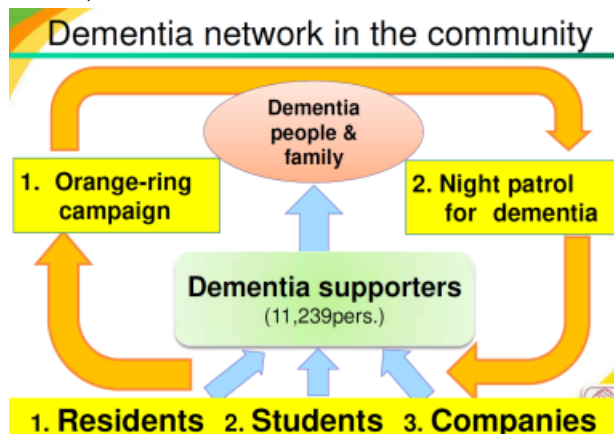 Dementia network in the community
Dementia
people &
family
1. Orange-ring
campaign
2. Night patrol
for dementia
Dementia supporters
(11,239pers.)
1. Residents 2. Students 3. Companies